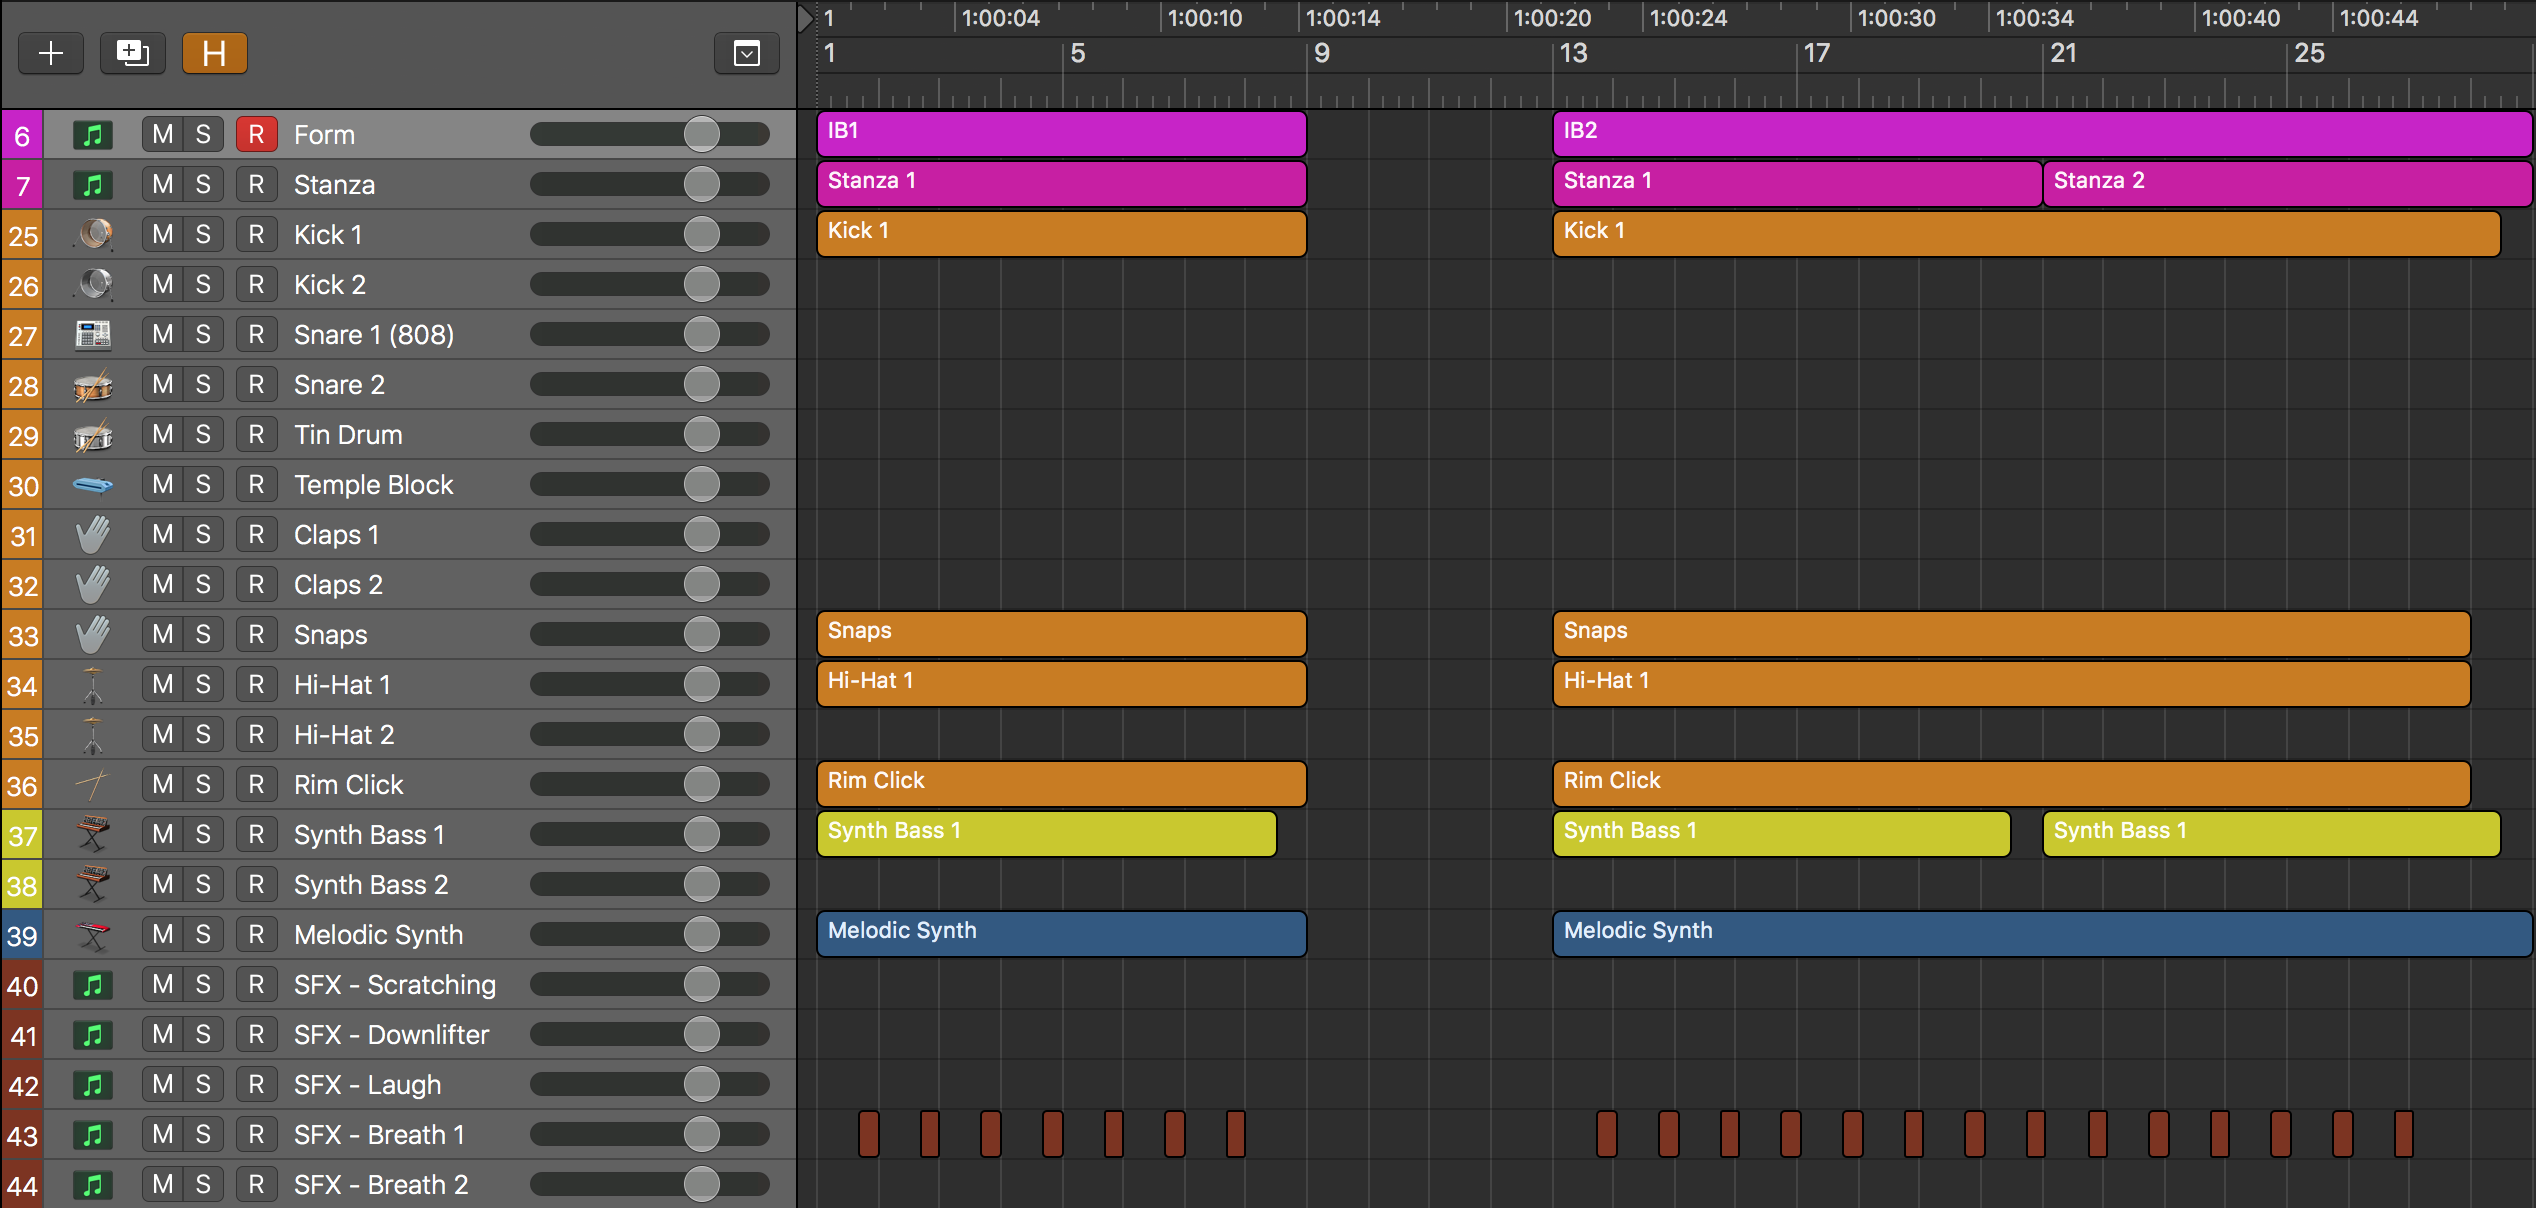 1 1:00:04 1:00:10 1:00:14 1:00:20 1:00:24 1:00:30 1:00:34 1:00:40 1:00:44
H 1 5 9 13 17 21 25
6 M S R Form IB1 IB2
7 M S R Stanza Stanza 1 Stanza 1 Stanza 2
25 M S R Kick 1 Kick 1 Kick 1
26 M S R Kick 2
27 M S R Snare 1 (808)
28 M S R Snare 2
29 M S R Tin Drum
30 M S R Temple Block
31 M S R Claps 1
32 M S R Claps 2
33 M S R Snaps Snaps Snaps
34 M S R Hi-Hat 1 Hi-Hat 1 Hi-Hat 1
35 M S R Hi-Hat 2
36 M S R Rim Click Rim Click Rim Click
37 M S R Synth Bass 1 Synth Bass 1 Synth Bass 1 Synth Bass 1
38 M S R Synth Bass 2
39 M S R Melodic Synth Melodic Synth Melodic Synth
40 M S R SFX - Scratching
41 M S R SFX - Downlifter
42 M S R SFX - Laugh
43 M S R SFX - Breath 1
44 M S R SFX - Breath 2